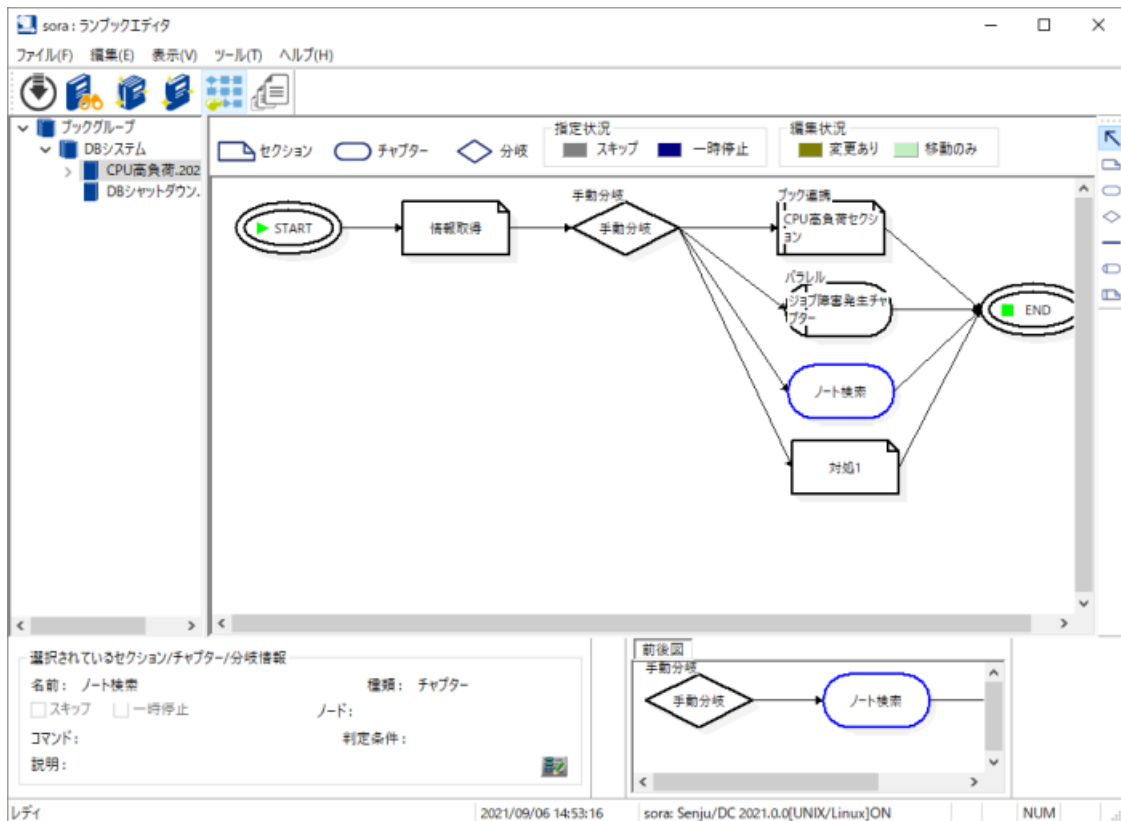 sora : ランブックエディタ
ファイル(F) 編集(E) 表示(V) ツール(T) ヘルプ(H)
ブックグループ
DBシステム
CPU高負荷.202
DBシャットダウン.
セクション
チャプター
分岐
指定状況
スキップ
一時停止
編集状況
変更あり
移動のみ
START
情報取得
手動分岐
手動分岐
ブック連携
CPU高負荷セクシ
ョン
パラレル
ジョブ障害発生チャ
プター
ノート検索
対処1
END
選択されているセクション/チャプター/分岐情報
名前: ノート検索
種類: チャプター
スキップ
一時停止
ノード:
コマンド:
判定条件:
説明:
前後図
手動分岐
手動分岐
ノート検索
レディ
2021/09/06 14:53:16
sora: Senju/DC 2021.0.0[UNIX/Linux]ON
NUM